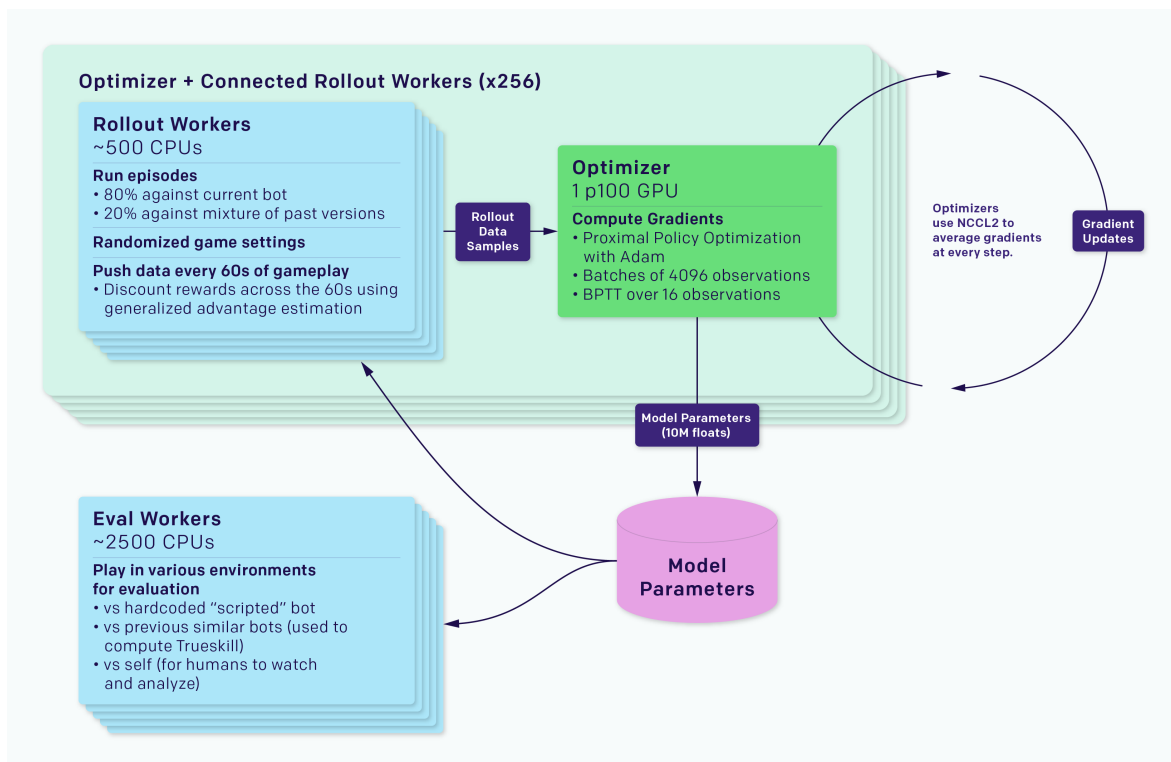 Optimizer + Connected Rollout Workers (x256)
Rollout Workers
~500 CPUs
Run episodes
• 80% against current bot
• 20% against mixture of past versions
Randomized game settings
Push data every 60s of gameplay
• Discount rewards across the 60s using
generalized advantage estimation
Rollout
Data
Samples
Optimizer
1 p100 GPU
Compute Gradients
• Proximal Policy Optimization
with Adam
• Batches of 4096 observations
• BPTT over 16 observations
Optimizers
use NCCL2 to
average gradients
at every step.
Gradient
Updates
Model Parameters
(10M floats)
Eval Workers
~2500 CPUs
Play in various environments
for evaluation
• vs hardcoded “scripted” bot
• vs previous similar bots (used to
compute Trueskill)
• vs self (for humans to watch
and analyze)
Model
Parameters